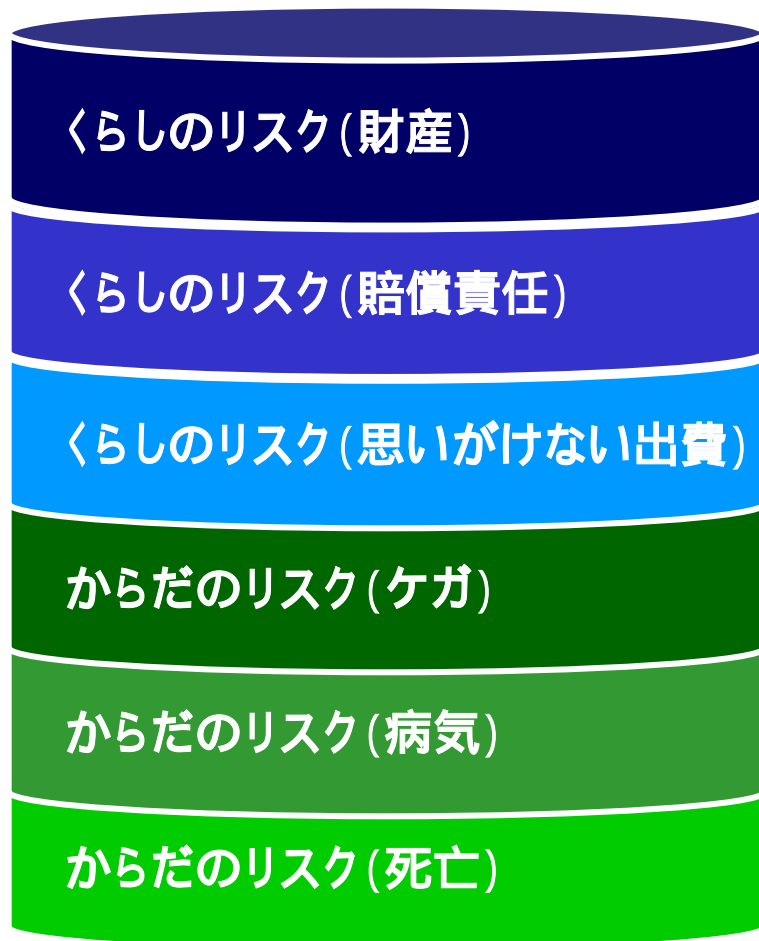 くらしのリスク(財産)
くらしのリスク(賠償責任)
くらしのリスク(思いがけない出費)
からだのリスク(ケガ)
からだのリスク(病気)
からだのリスク(死亡)